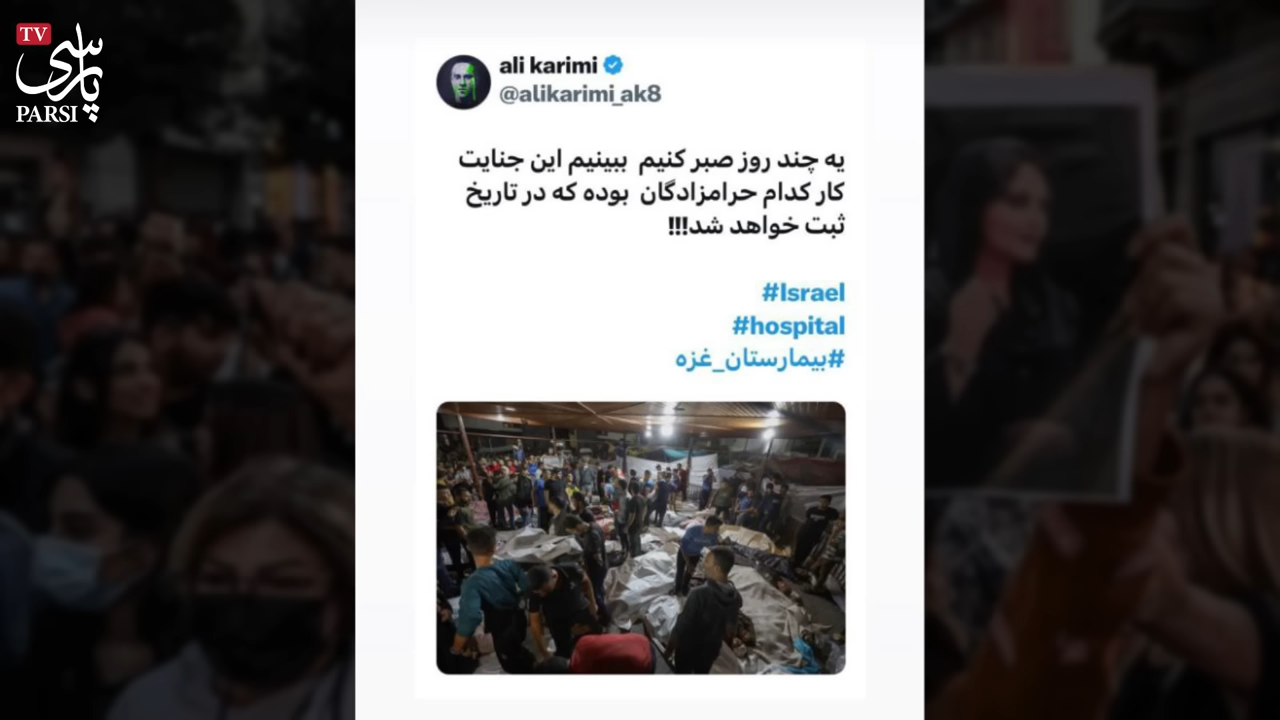 TV
پارسی
PARSI
ali karimi
@alikarimi_ak8
یه چند روز صبر کنیم ببینیم این جنایت
کار کدام حرامزادگان بوده که در تاریخ
ثبت خواهد شد!!!
#Israel
#hospital
#بیمارستان_غزه